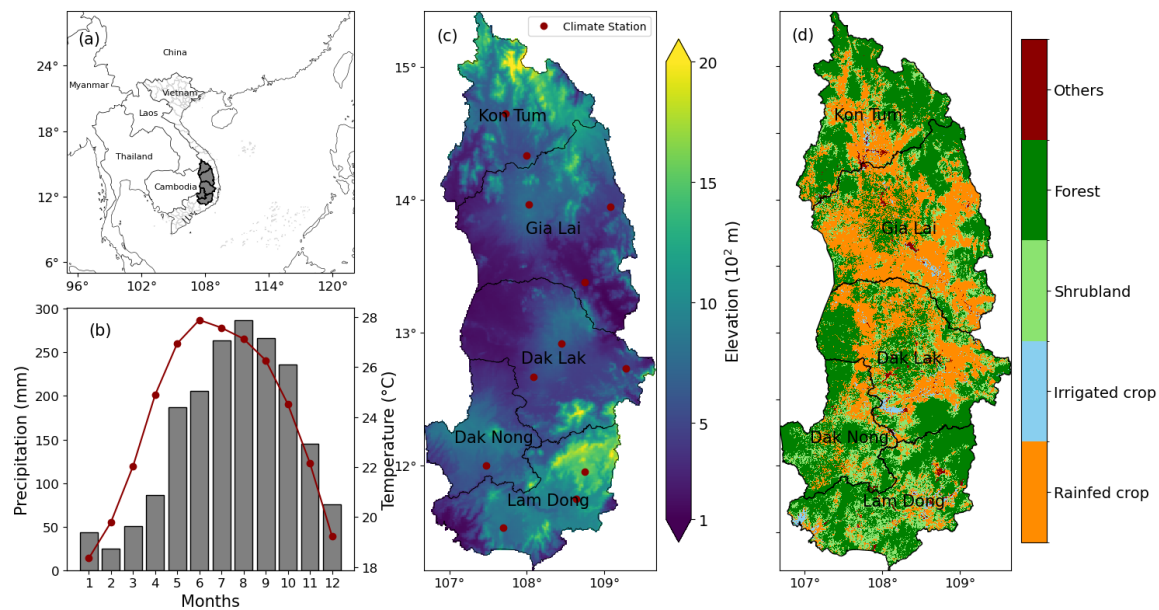 (a)
China
Myanmar
Vietnam
Laos
Thailand
Cambodia
24°
18°
12°
6°
96° 102° 108° 114° 120°
(b)
Precipitation (mm)
300
250
200
150
100
50
0
28
26
24
22
20
18
Temperature (°C)
1 2 3 4 5 6 7 8 9 10 11 12
Months
(c)
Climate Station
Kon Tum
Gia Lai
Dak Lak
Dak Nong
Lam Dong
15°
14°
13°
12°
107° 108° 109°
20
15
10
5
1
Elevation (10² m)
(d)
Kon Tum
Gia Lai
Dak Lak
Dak Nong
Lam Dong
107° 108° 109°
Others
Forest
Shrubland
Irrigated crop
Rainfed crop